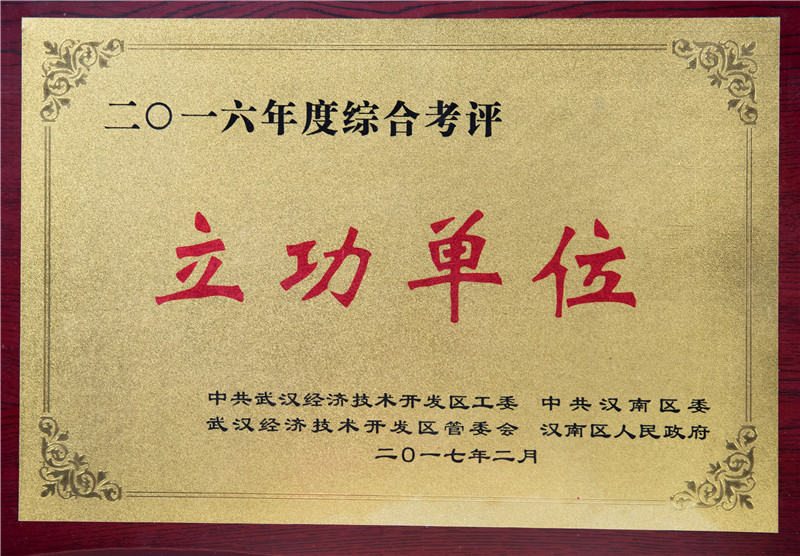 二〇一六年度综合考评
立功单位
中共武汉经济技术开发区工委 中共汉南区委
武汉经济技术开发区管委会 汉南区人民政府
二〇一七年二月